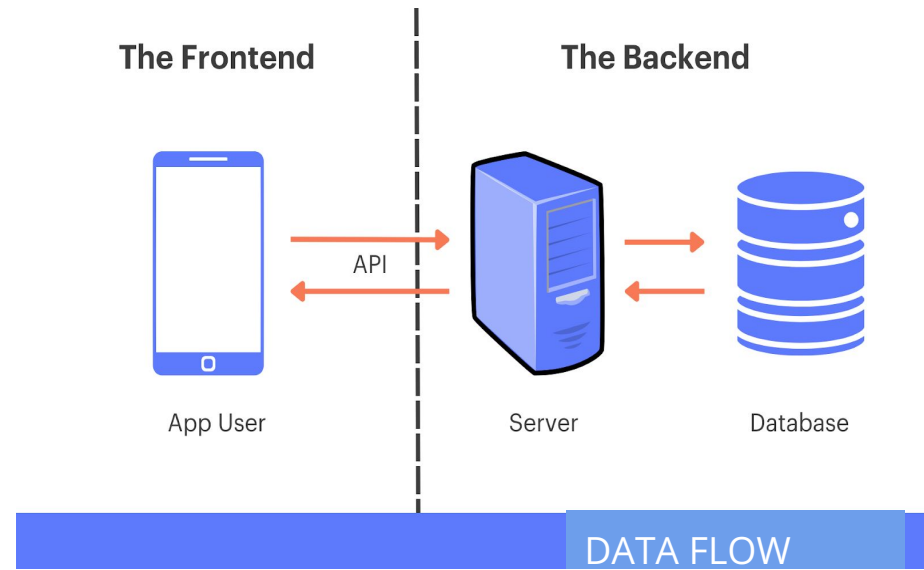 The Frontend
The Backend
API
App User
Server
Database
DATA FLOW